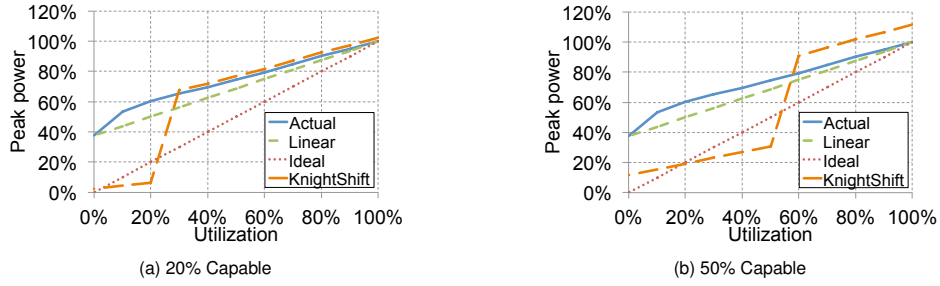 120%
100%
80%
60%
40%
20%
0%
Peak power
0% 20% 40% 60% 80% 100%
Utilization
Actual
Linear
Ideal
KnightShift
(a) 20% Capable
120%
100%
80%
60%
40%
20%
0%
Peak power
0% 20% 40% 60% 80% 100%
Utilization
Actual
Linear
Ideal
KnightShift
(b) 50% Capable